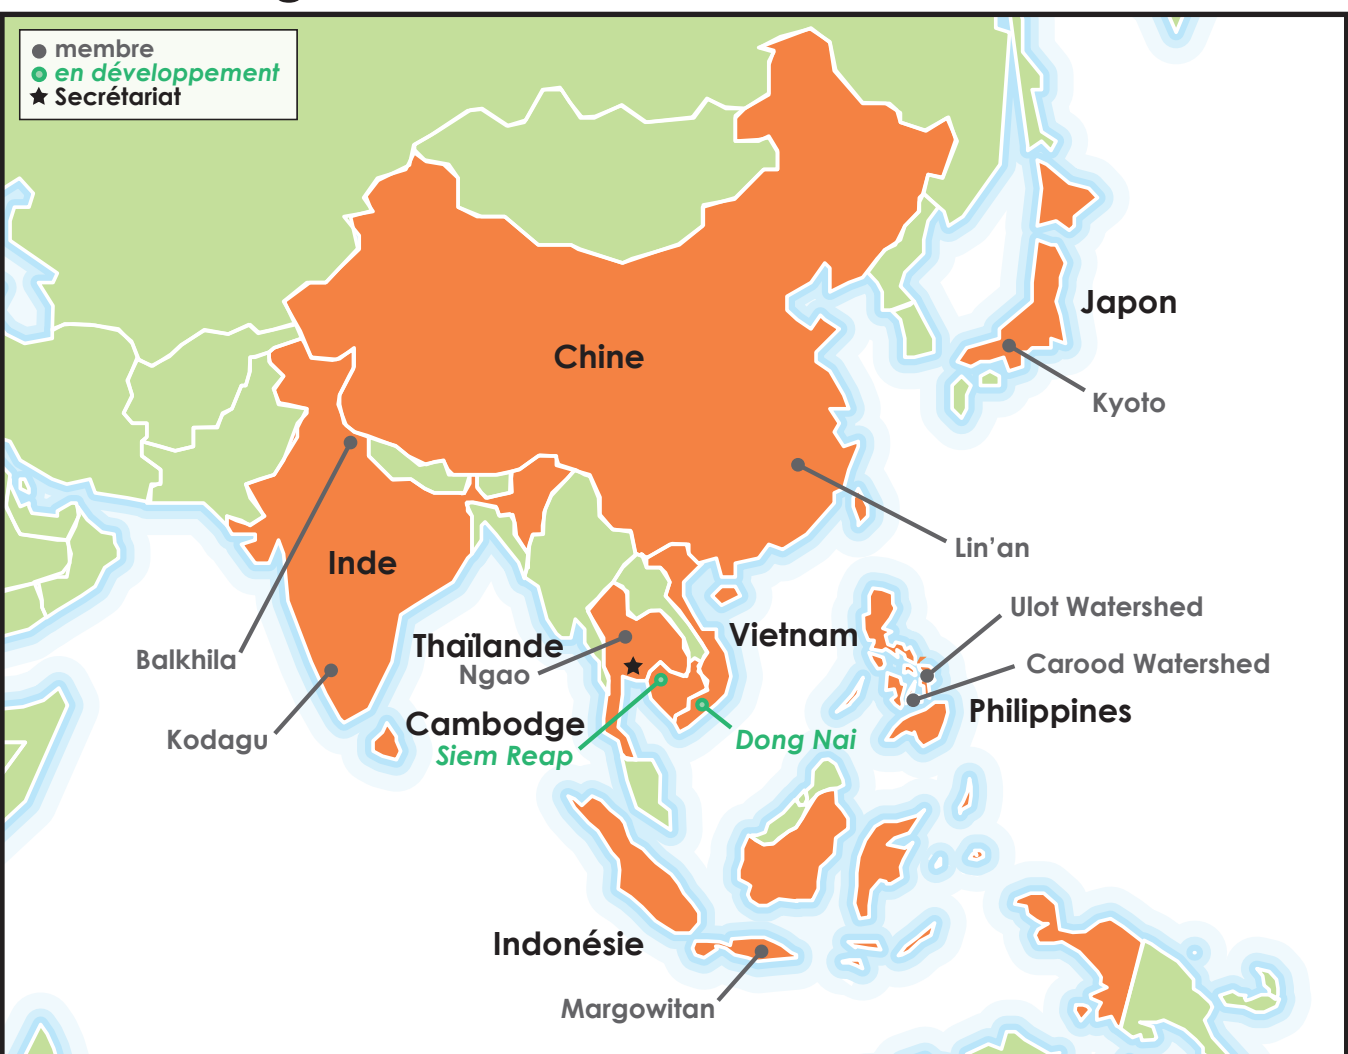 membre
en développement
Secrétariat
Japon
Chine
Kyoto
Lin’an
Inde
Ulot Watershed
Thaïlande
Vietnam
Balkhila
Ngao
Carood Watershed
Cambodge
Philippines
Kodagu
Siem Reap
Dong Nai
Indonésie
Margowitan